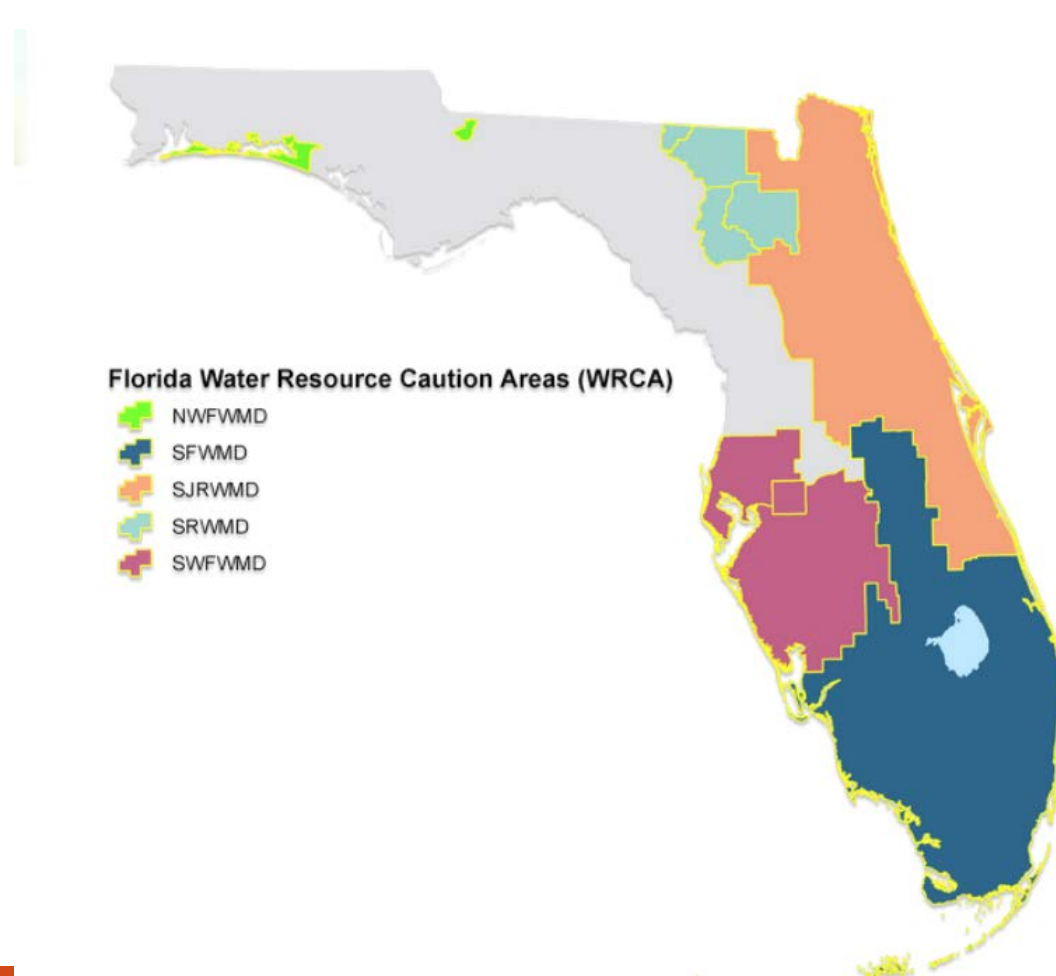 Florida Water Resource Caution Areas (WRCA)
NWFWMD
SFWMD
SJRWMD
SRWMD
SWFWMD